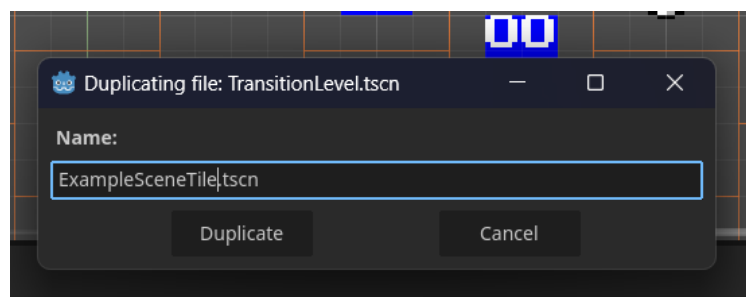 Duplicating file: TransitionLevel.tscn
Name:
ExampleSceneTile.tscn
Duplicate
Cancel